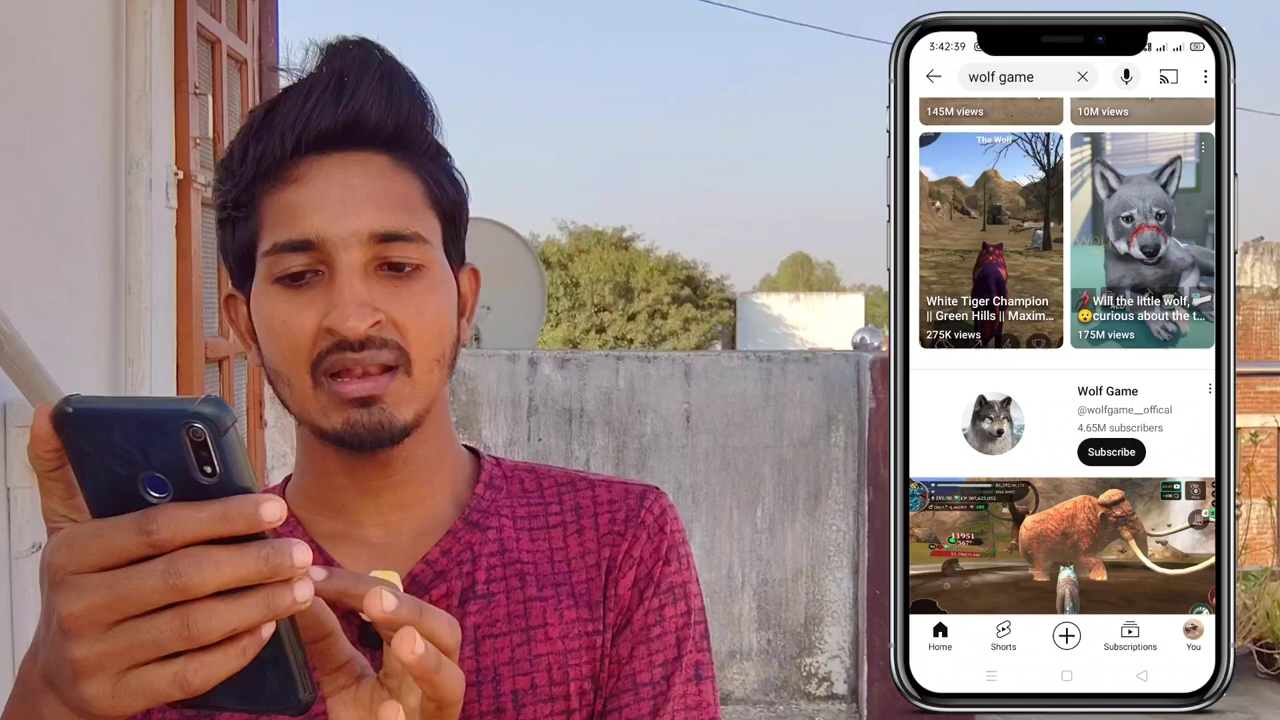 3:42:39
wolf game
145M views
10M views
The Wolf
White Tiger Champion
|| Green Hills || Maxim...
275K views
❓Will the little wolf,
😯curious about the t...
175M views
Wolf Game
@wolfgame__offical
4.65M subscribers
Subscribe
11951
Home
Shorts
Subscriptions
You